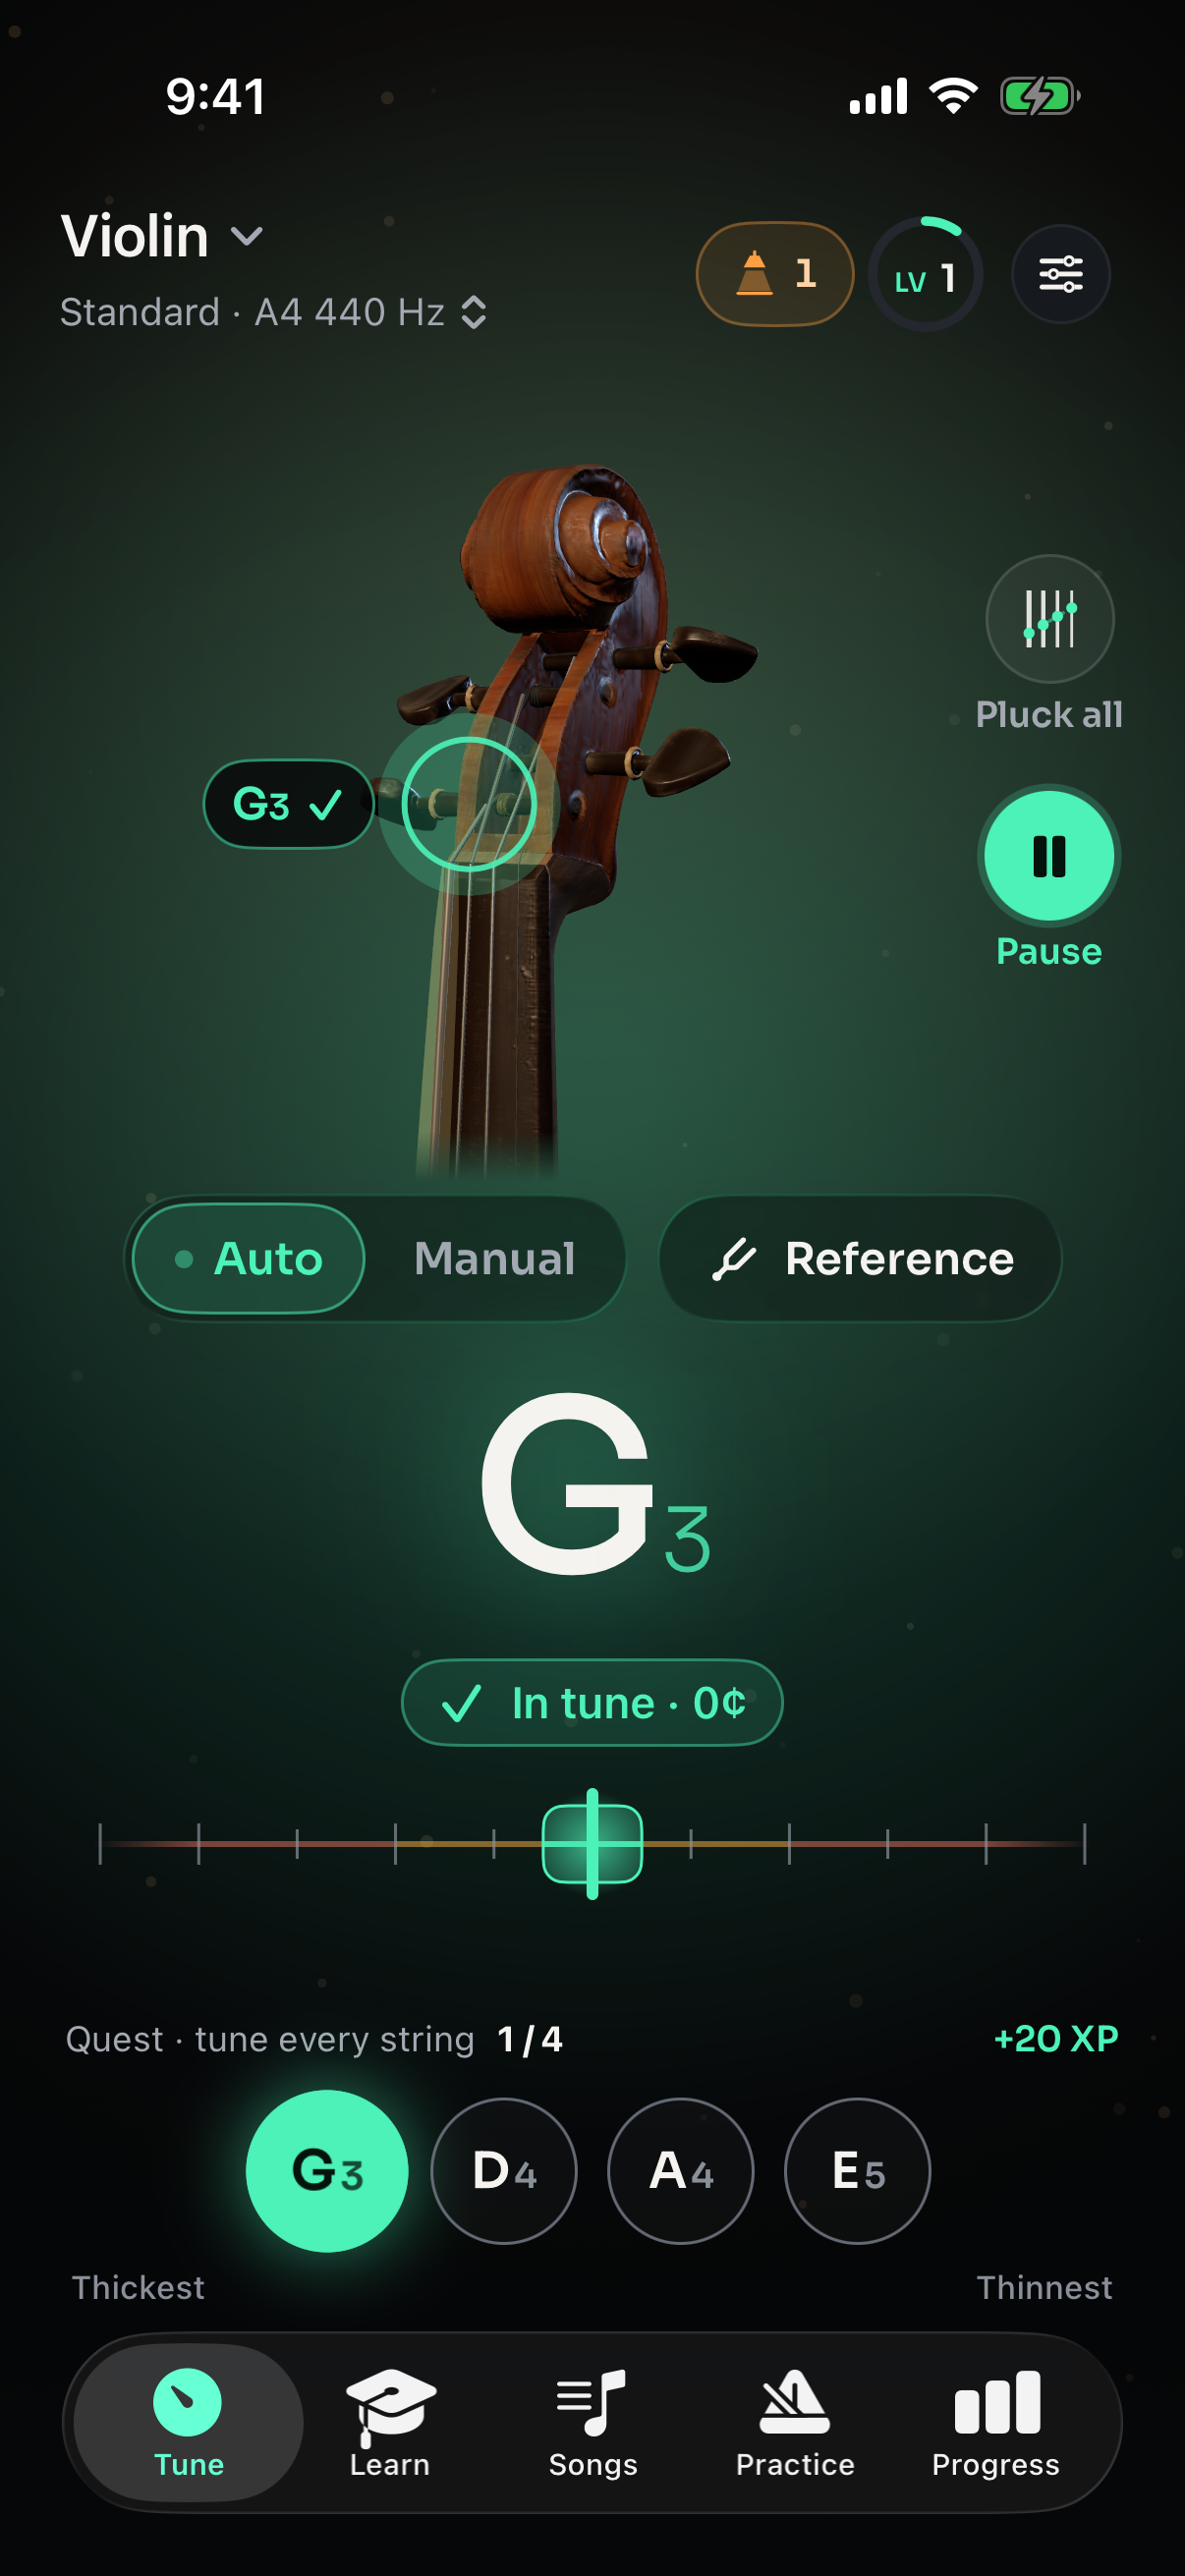 9:41
Violin
Standard · A4 440 Hz
1
LV 1
Pluck all
G3
Pause
Auto
Manual
Reference
G3
In tune · 0¢
Quest · tune every string 1/4
+20 XP
G3
D4
A4
E5
Thickest
Thinnest
Tune
Learn
Songs
Practice
Progress